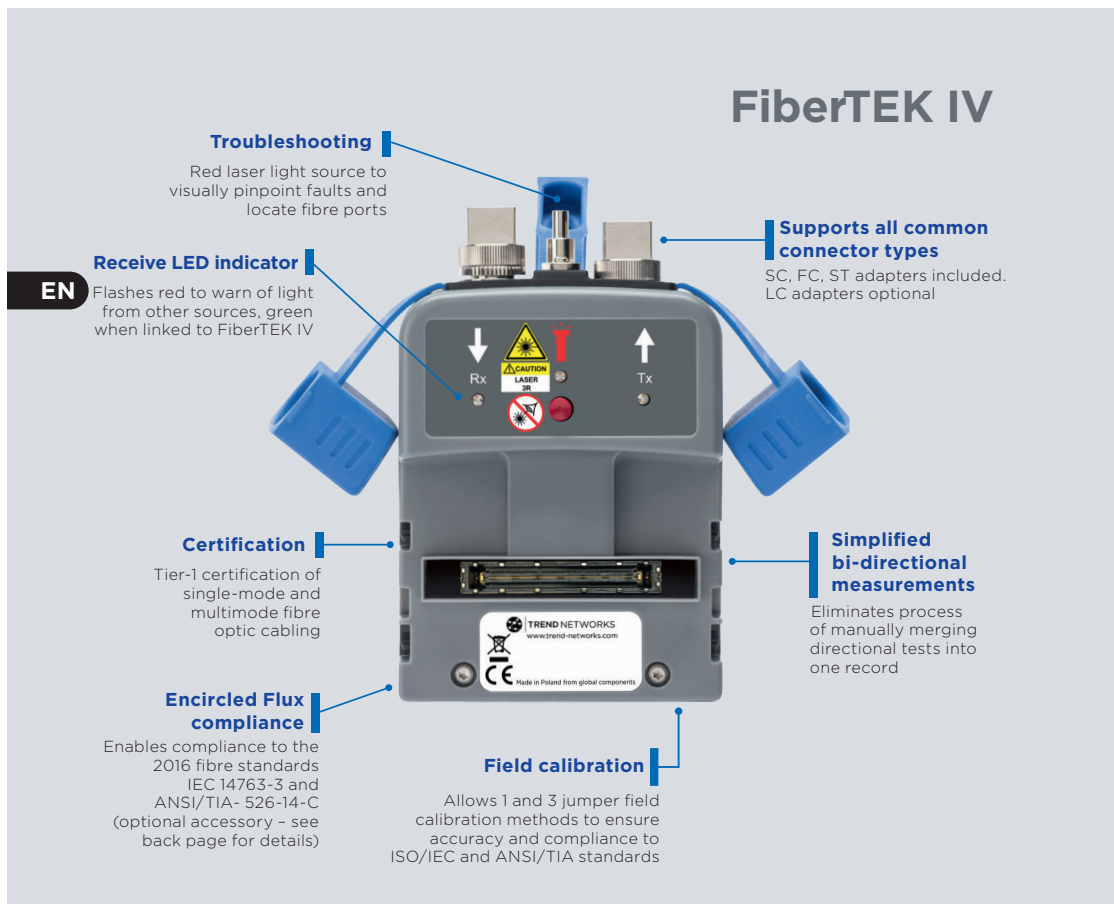 FiberTEK IV
Troubleshooting
Red laser light source to
visually pinpoint faults and
locate fibre ports
Supports all common
connector types
SC, FC, ST adapters included.
LC adapters optional
Receive LED indicator
Flashes red to warn of light
from other sources, green
when linked to FiberTEK IV
EN
Rx
CAUTION
LASER
3R
Tx
Certification
Tier-1 certification of
single-mode and
multimode fibre
optic cabling
Simplified
bi-directional
measurements
Eliminates process
of manually merging
directional tests into
one record
TREND NETWORKS
www.trend-networks.com
CE
Made in Poland from global components
Encircled Flux
compliance
Enables compliance to the
2016 fibre standards
IEC 14763-3 and
ANSI/TIA- 526-14-C
(optional accessory – see
back page for details)
Field calibration
Allows 1 and 3 jumper field
calibration methods to ensure
accuracy and compliance to
ISO/IEC and ANSI/TIA standards